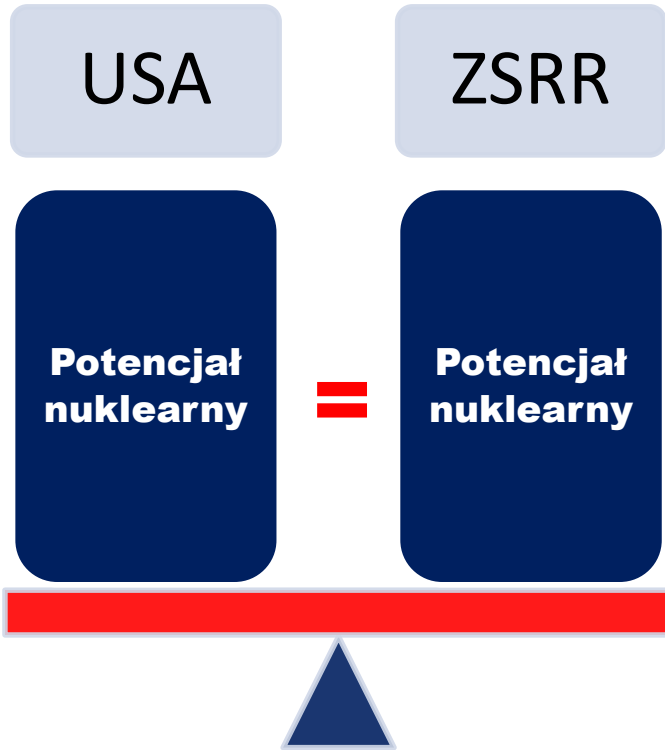 USA
ZSRR
Potencjał
nuklearny
=
Potencjał
nuklearny